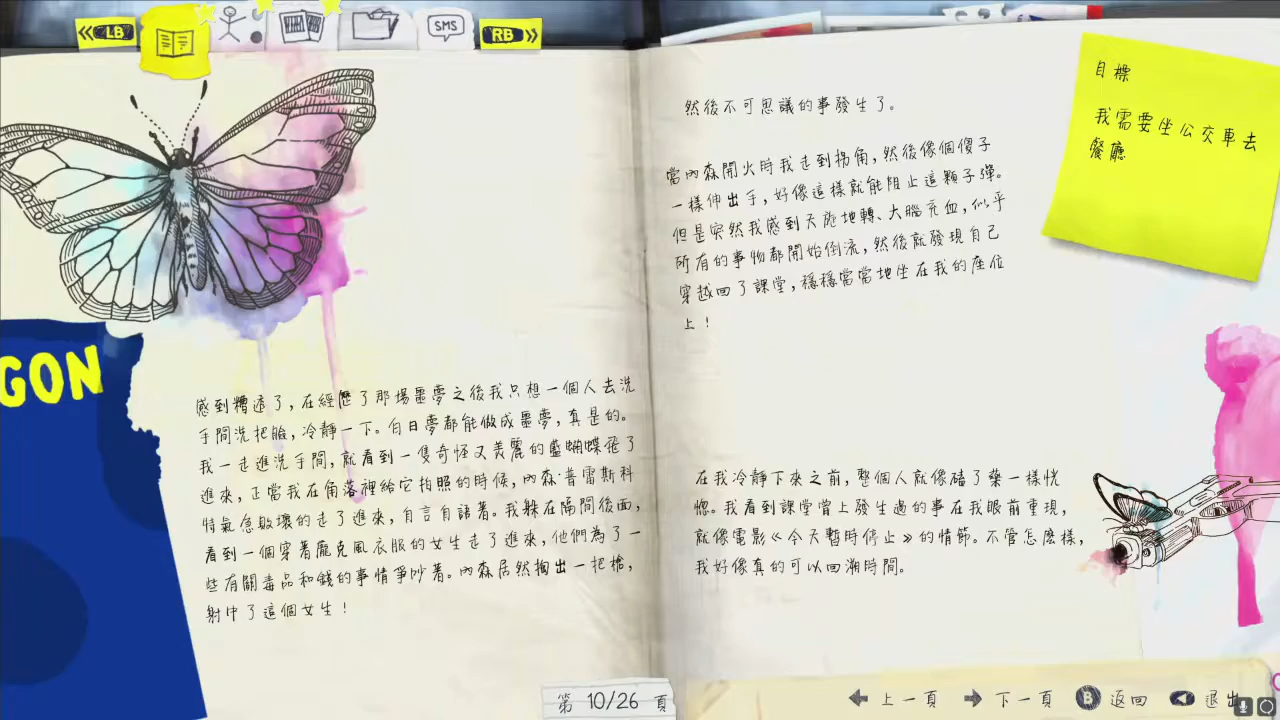 LB
SMS
RB
GON
感到糟透了，在經歷了那場噩夢之後我只想一個人去洗
手間洗把臉，冷靜一下。白日夢都能做成噩夢，真是的。
我一走進洗手間，就看到一隻奇怪又美麗的藍蝴蝶飛了
進來，正當我在角落裡給它拍照的時候，內森·普雷斯科
特氣急敗壞的走了進來，自言自語著。我躲在隔間後面，
看到一個穿著龐克風衣服的女生走了進來，他們為了一
些有關毒品和錢的事情爭吵著。內森居然掏出一把槍，
射中了這個女生！
然後不可思議的事發生了。
當內森開火時我走到拐角，然後像個傻子
一樣伸出手，好像這樣就能阻止這顆子彈。
但是突然我感到天旋地轉、大腦充血，似乎
所有的事物都開始倒流，然後就發現自己
穿越回了課堂，穩穩當當地坐在我的座位
上！
在我冷靜下來之前，整個人就像磕了藥一樣恍
惚。我看到課堂當上發生過的事在我眼前重現，
就像電影《今天暫時停止》的情節。不管怎麼樣，
我好像真的可以回溯時間。
目標
我需要坐公交車去
餐廳
第 10/26 頁
上一頁
下一頁
B 返回
退出